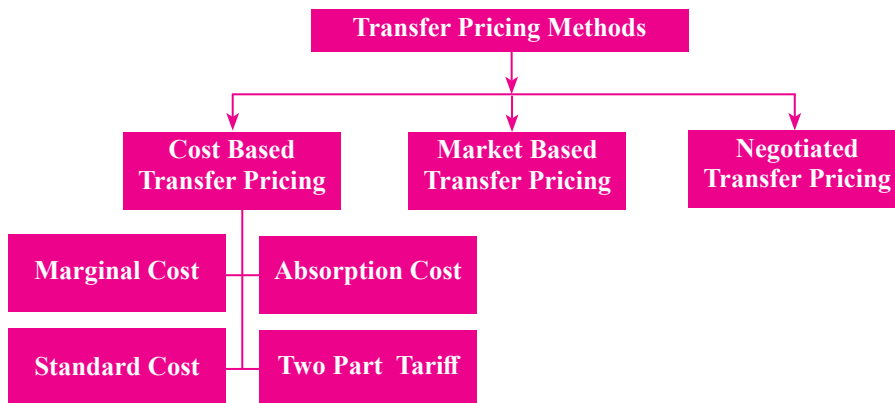 Transfer Pricing Methods
Cost Based
Transfer Pricing
Market Based
Transfer Pricing
Negotiated
Transfer Pricing
Marginal Cost
Absorption Cost
Standard Cost
Two Part Tariff